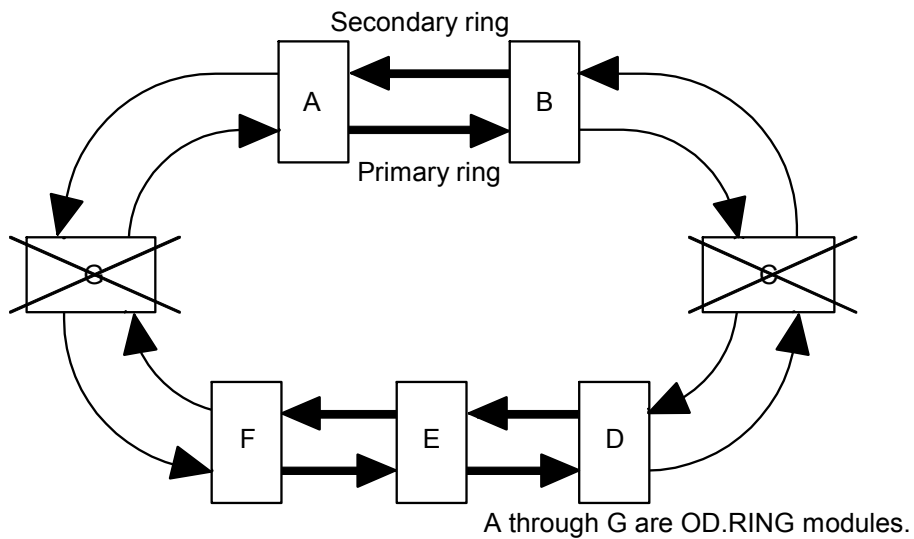 Secondary ring
A
B
Primary ring
G
C
F
E
D
A through G are OD.RING modules.